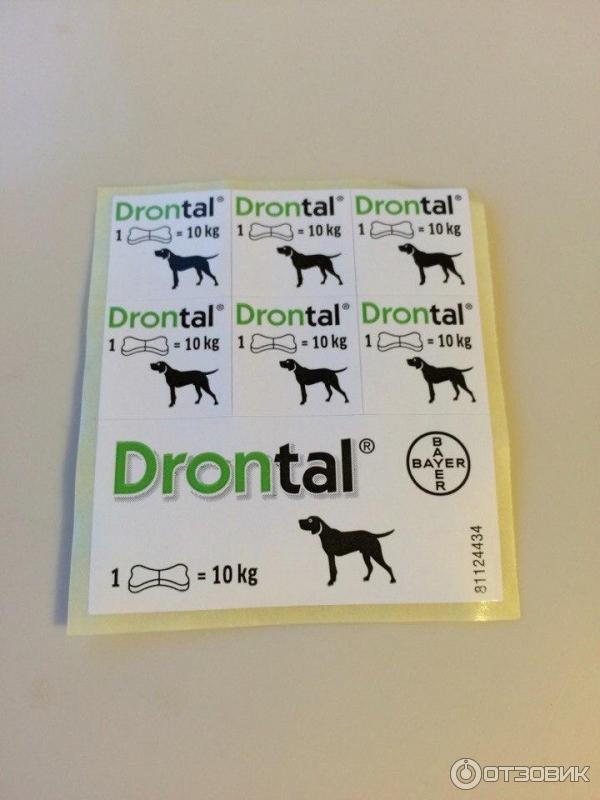 Drontal® Drontal® Drontal®
1 = 10 kg 1 = 10 kg 1 = 10 kg
Drontal® Drontal® Drontal®
1 = 10 kg 1 = 10 kg 1 = 10 kg
Drontal®
BAYER
BAYER
1 = 10 kg
81124434
ОТЗОВИК